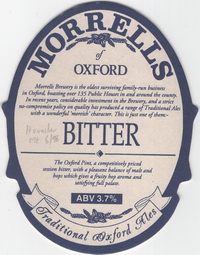 MORRELLS
of
OXFORD
Morrells Brewery is the oldest surviving family-run business
in Oxford, boasting over 135 Public Houses in and around the county.
In recent years, considerable investment in the Brewery, and a strict
no-compromise policy on quality has produced a range of Traditional Ales
with a wonderful 'moreish' character. This is just one of them:-
BITTER
The Oxford Pint, a competitively priced
session bitter, with a pleasant balance of malt and
hops which gives a fruity hop aroma and
satisfying full palate.
ABV 3.7%
Traditional Oxford Ales